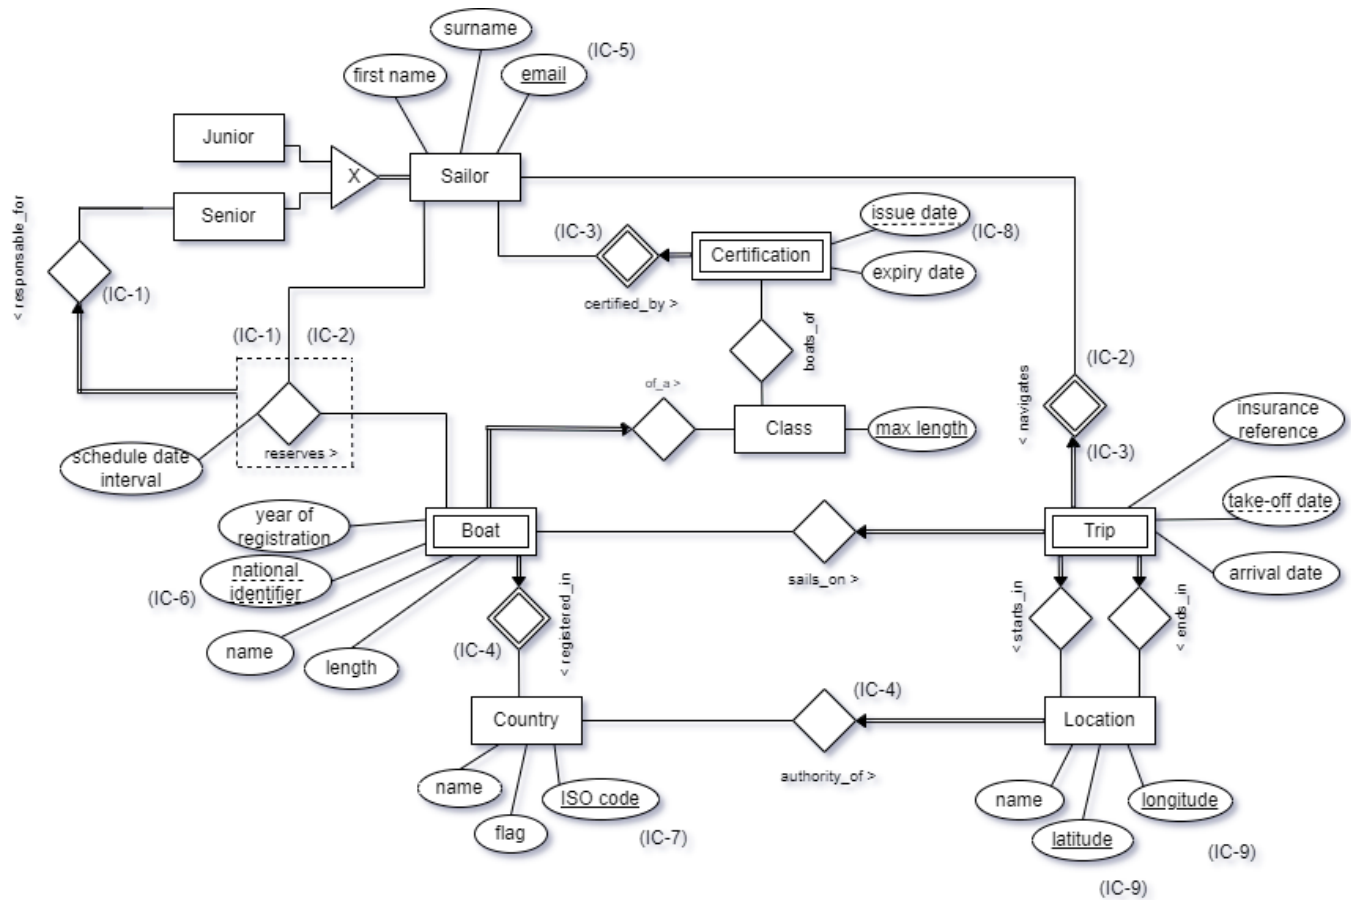 surname
(IC-5)
first name
email
Junior
X
Sailor
Senior
< responsable_for
issue date
(IC-3)
(IC-8)
Certification
expiry date
(IC-1)
certified_by >
(IC-1)
(IC-2)
boats_of
(IC-2)
of_a >
< navigates
insurance
reference
Class
max length
schedule date
interval
reserves >
(IC-3)
take-off date
year of
registration
Boat
Trip
national
identifier
sails_on >
arrival date
(IC-6)
< registered_in
< starts_in
< ends_in
name
length
(IC-4)
(IC-4)
Country
Location
authority_of >
name
ISO code
name
longitude
flag
(IC-7)
latitude
(IC-9)
(IC-9)